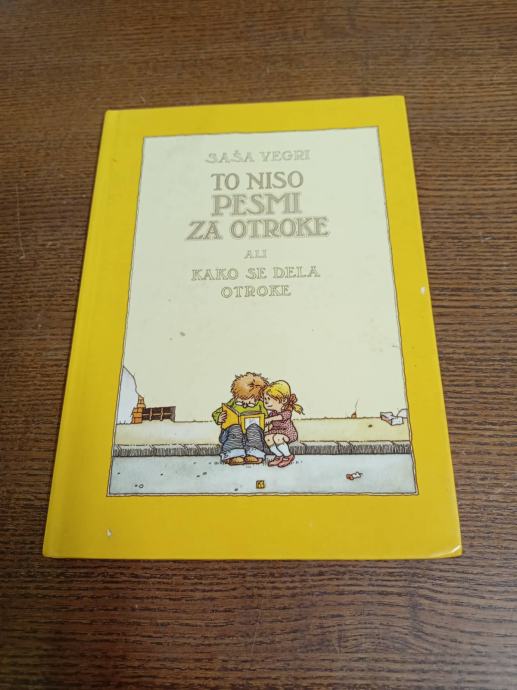 SAŠA VEGRI
TO NISO
PESMI
ZA OTROKE
ALI
KAKO SE DELA
OTROKE